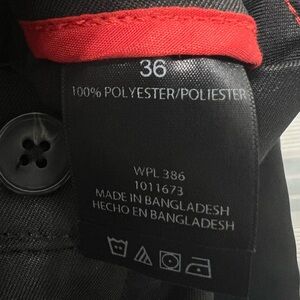 36
100% POLYESTER/POLIESTER
WPL 386
1011673
MADE IN BANGLADESH
HECHO EN BANGLADESH